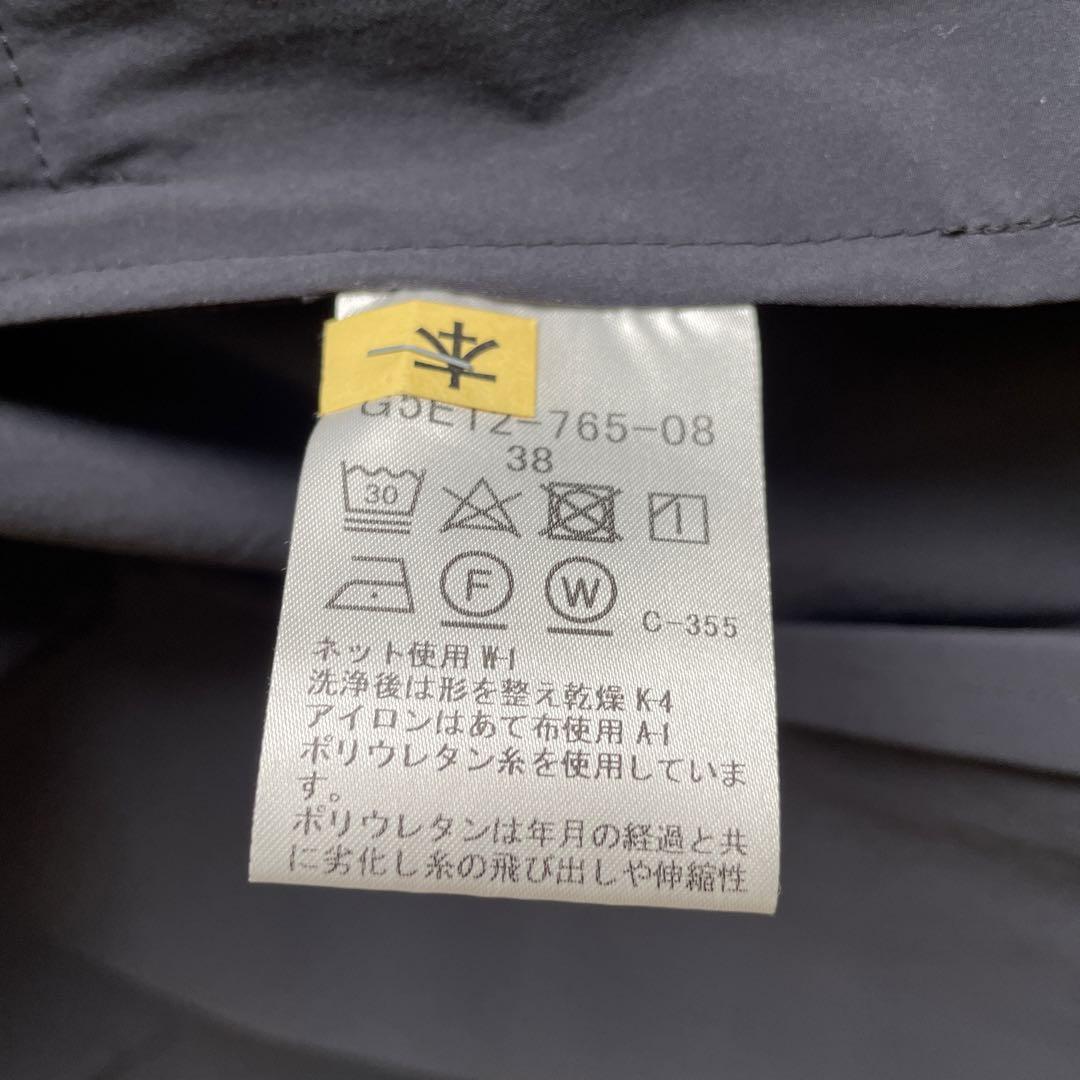 本
G5E12-765-08
38
30
F W C-355
ネット使用 W-1
洗浄後は形を整え乾燥 K-4
アイロンはあて布使用 A-1
ポリウレタン糸を使用していま
す。
ポリウレタンは年月の経過と共
に劣化し糸の飛び出しや伸縮性